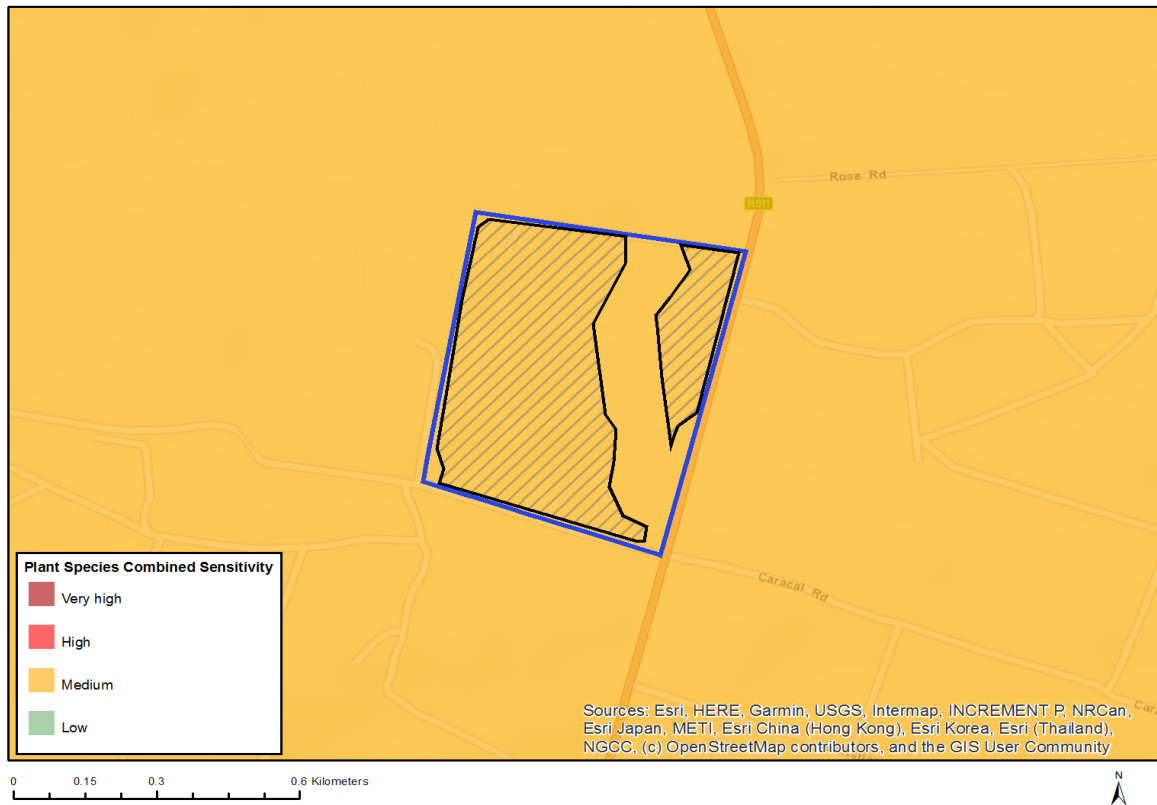 Rose Rd
R511
Caracal Rd
Plant Species Combined Sensitivity
Very high
High
Medium
Low
Sources: Esri, HERE, Garmin, USGS, Intermap, INCREMENT P, NRCan,
Esri Japan, METI, Esri China (Hong Kong), Esri Korea, Esri (Thailand),
NGCC, (c) OpenStreetMap contributors, and the GIS User Community
0 0.15 0.3 0.6 Kilometers
N